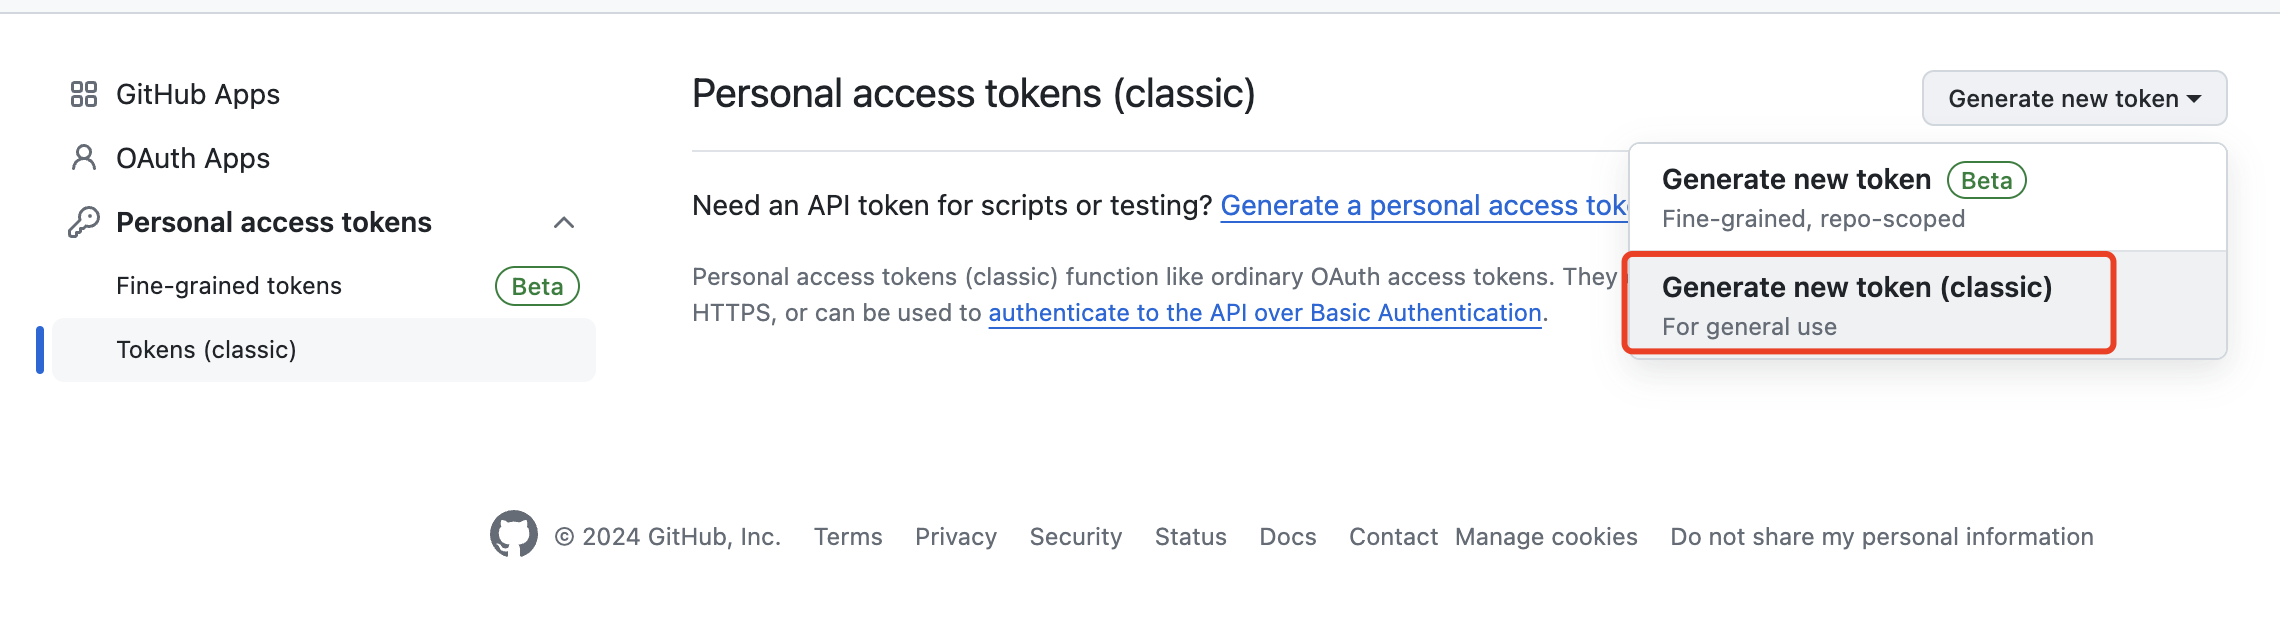 GitHub Apps
OAuth Apps
Personal access tokens
Fine-grained tokens Beta
Tokens (classic)
Personal access tokens (classic)
Generate new token
Need an API token for scripts or testing? Generate a personal access
Personal access tokens (classic) function like ordinary OAuth access tokens. They
HTTPS, or can be used to authenticate to the API over Basic Authentication.
Generate new token Beta
Fine-grained, repo-scoped
Generate new token (classic)
For general use
© 2024 GitHub, Inc. Terms Privacy Security Status Docs Contact Manage cookies Do not share my personal information